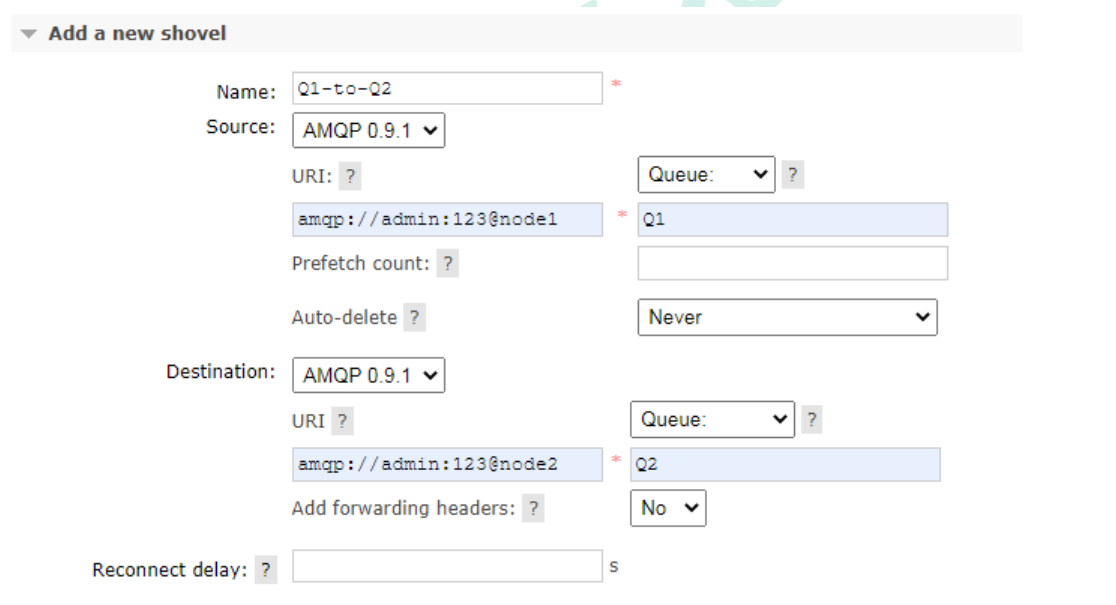 Add a new shovel
Name: Q1-to-Q2 *
Source: AMQP 0.9.1
URI: ? Queue: ?
amqp://admin:123@node1 * Q1
Prefetch count: ?
Auto-delete ? Never
Destination: AMQP 0.9.1
URI ? Queue: ?
amqp://admin:123@node2 * Q2
Add forwarding headers: ? No
Reconnect delay: ? s